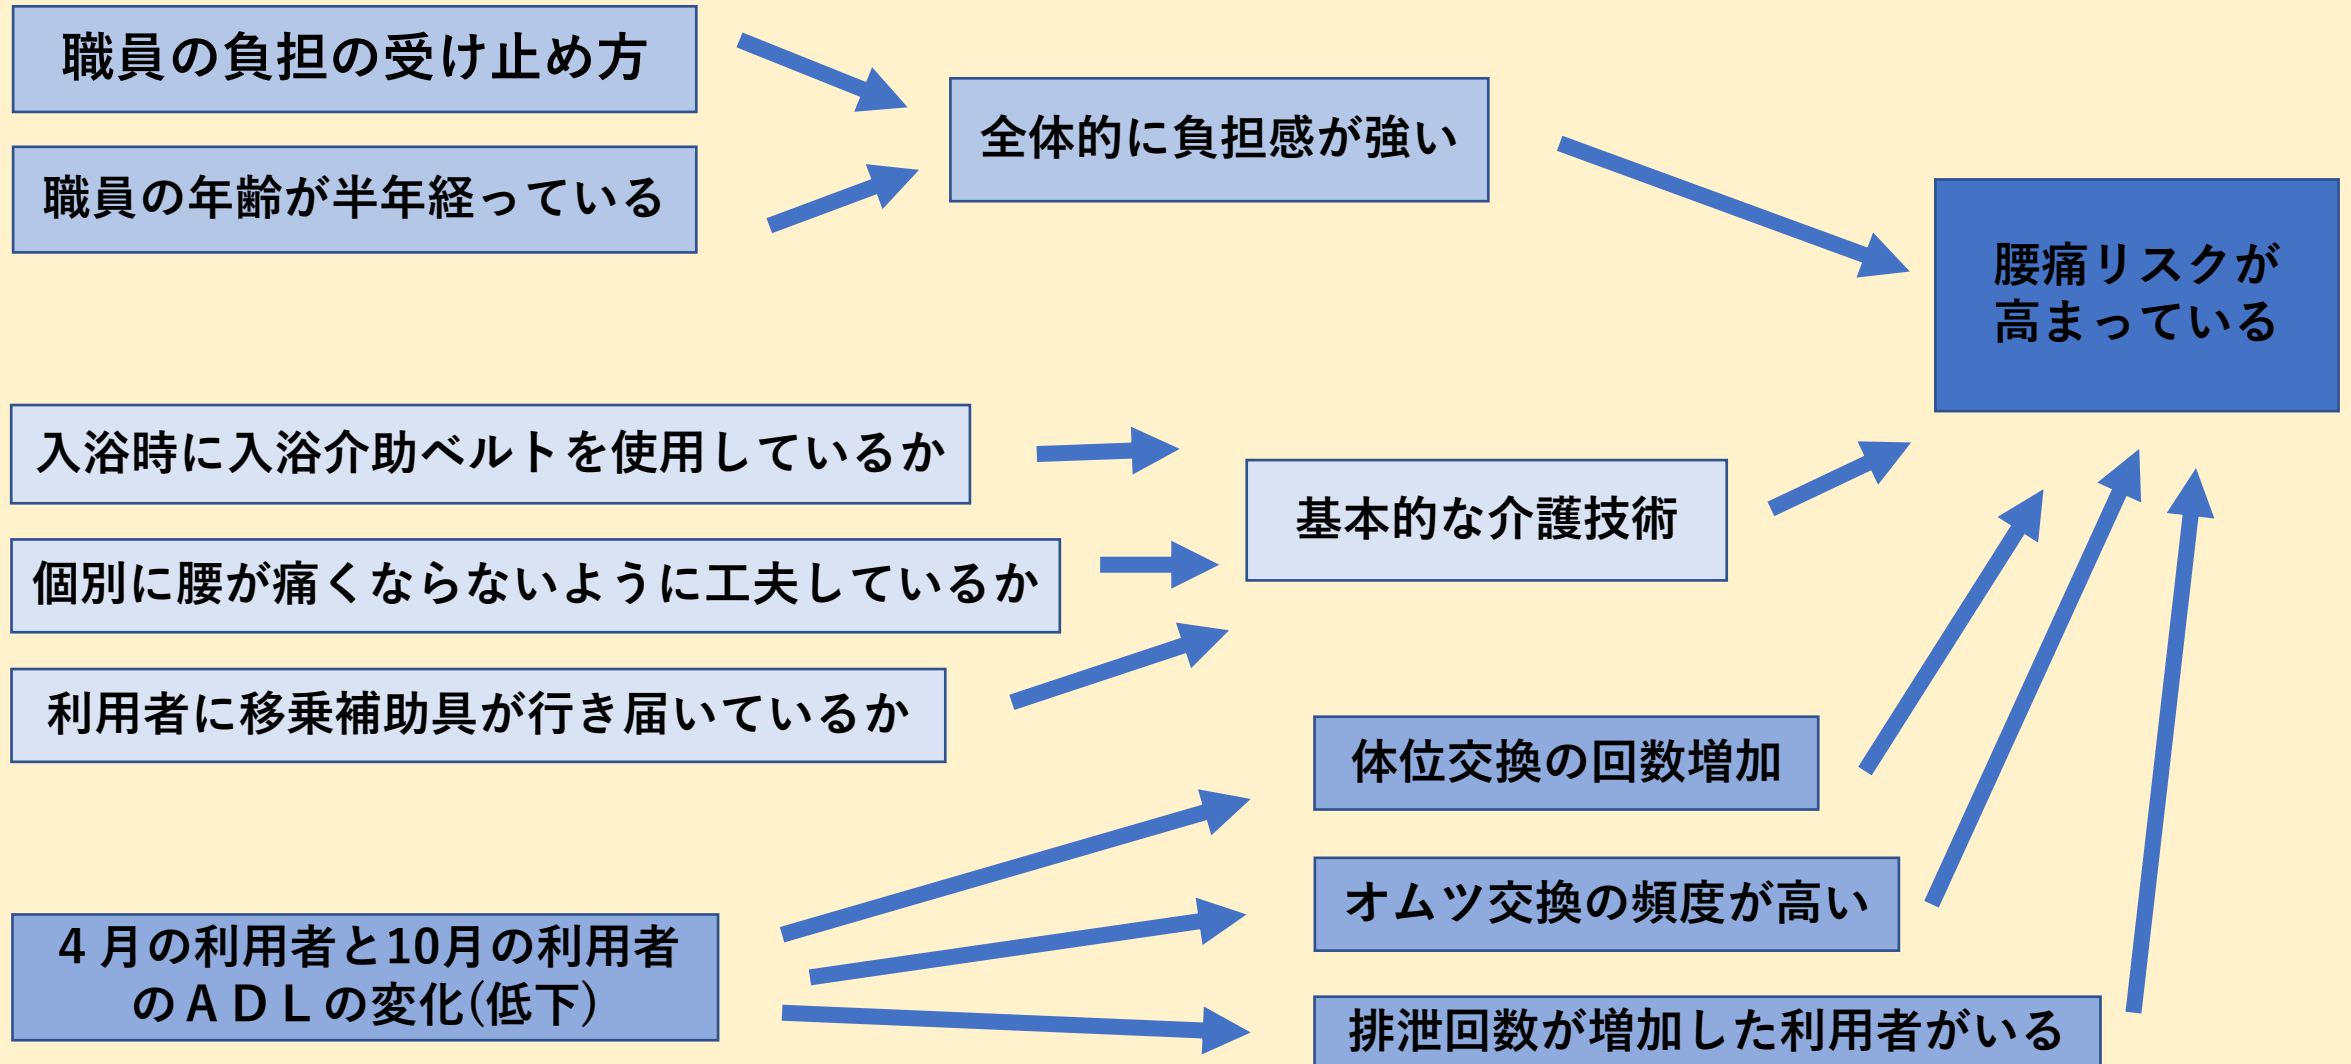 職員の負担の受け止め方
職員の年齢が半年経っている
全体的に負担感が強い
腰痛リスクが
高まっている
入浴時に入浴介助ベルトを使用しているか
個別に腰が痛くならないように工夫しているか
利用者に移乗補助具が行き届いているか
基本的な介護技術
4月の利用者と10月の利用者
のＡＤＬの変化(低下)
体位交換の回数増加
オムツ交換の頻度が高い
排泄回数が増加した利用者がいる